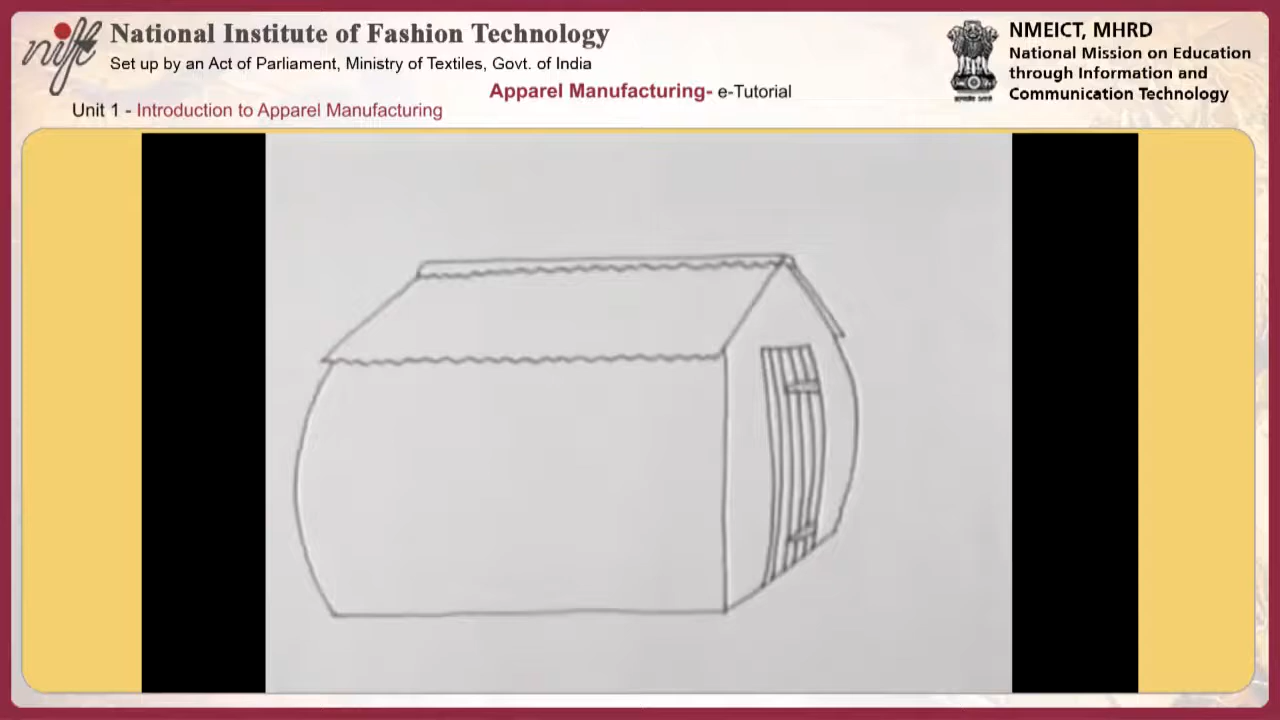 nift
National Institute of Fashion Technology
Set up by an Act of Parliament, Ministry of Textiles, Govt. of India
Apparel Manufacturing- e-Tutorial
Unit 1 - Introduction to Apparel Manufacturing
NMEICT, MHRD
National Mission on Education
through Information and
Communication Technology